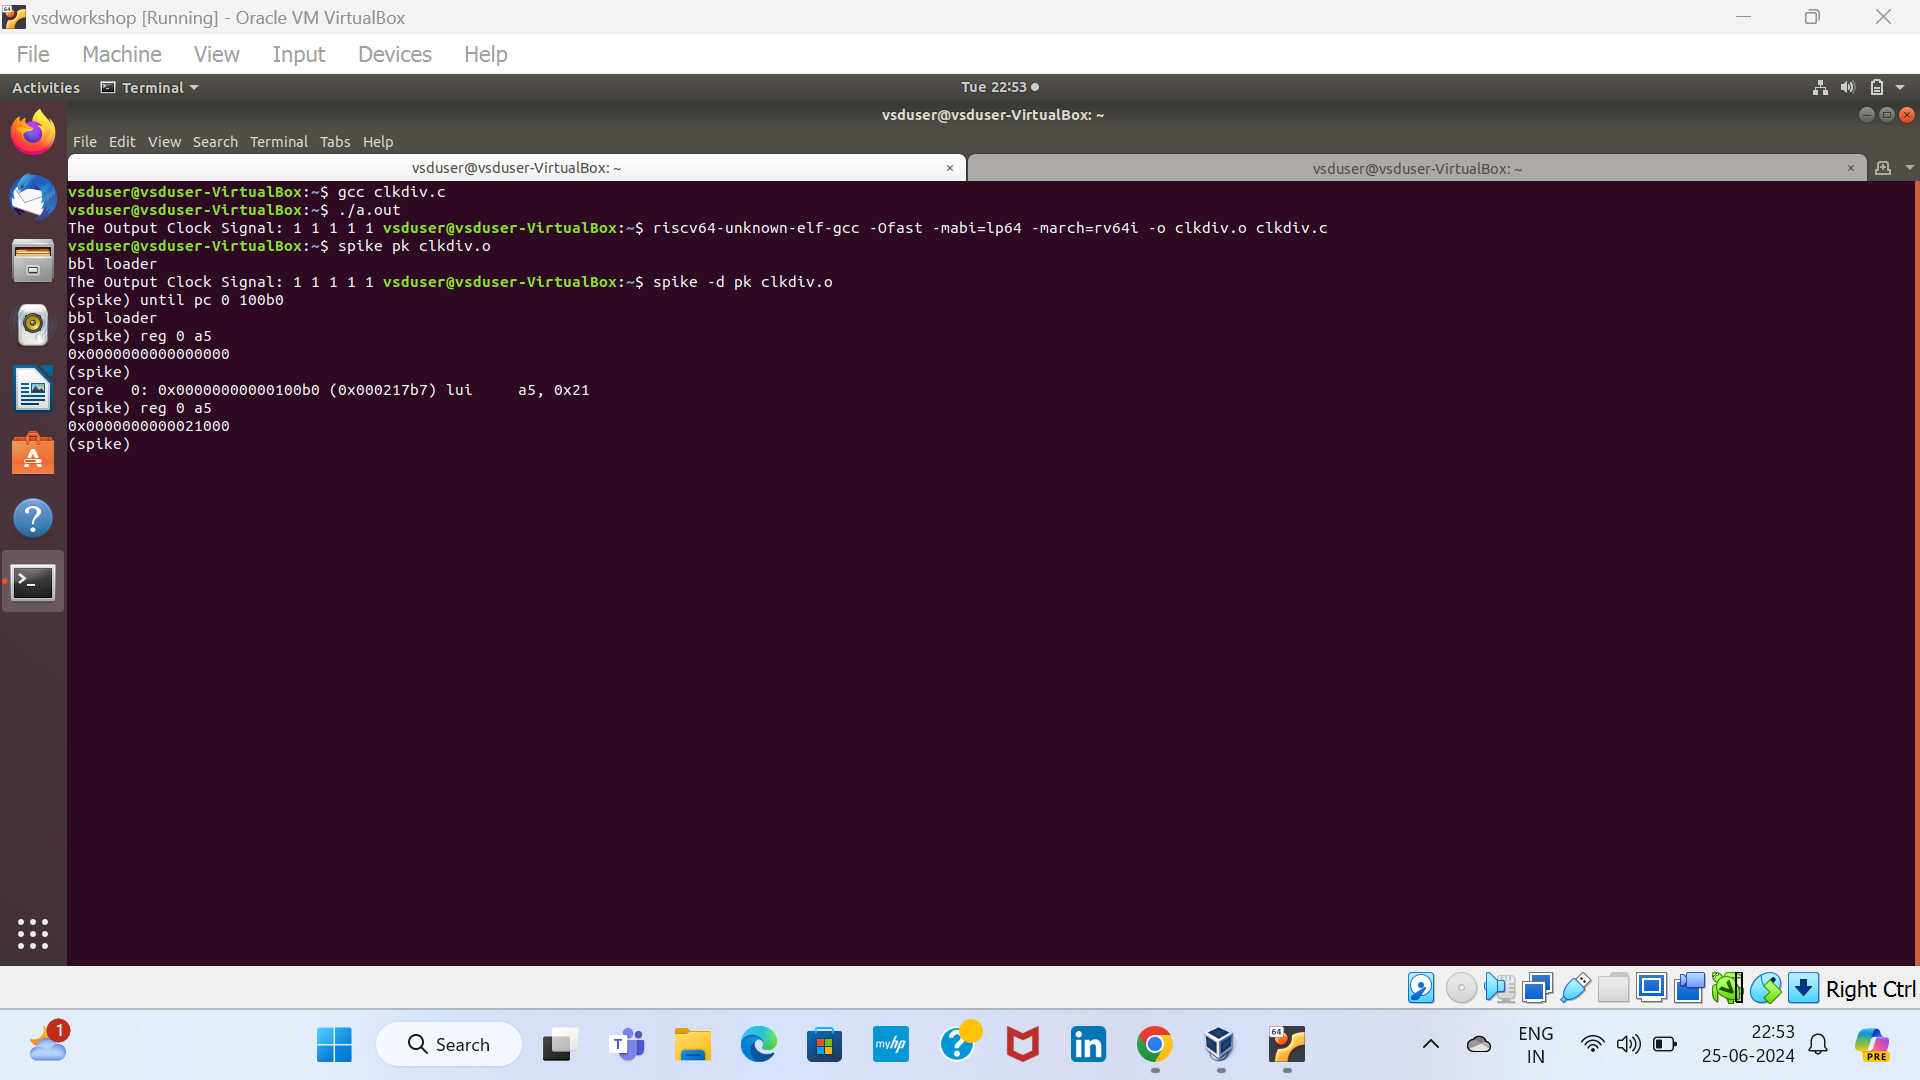 vsdworkshop [Running] - Oracle VM VirtualBox
File Machine View Input Devices Help
Activities Terminal Tue 22:53
vsduser@vsduser-VirtualBox: ~
File Edit View Search Terminal Tabs Help
vsduser@vsduser-VirtualBox: ~ × vsduser@vsduser-VirtualBox: ~ ×
vsduser@vsduser-VirtualBox:~$ gcc clkdiv.c
vsduser@vsduser-VirtualBox:~$ ./a.out
The Output Clock Signal: 1 1 1 1 1 vsduser@vsduser-VirtualBox:~$ riscv64-unknown-elf-gcc -Ofast -mabi=lp64 -march=rv64i -o clkdiv.o clkdiv.c
vsduser@vsduser-VirtualBox:~$ spike pk clkdiv.o
bbl loader
The Output Clock Signal: 1 1 1 1 1 vsduser@vsduser-VirtualBox:~$ spike -d pk clkdiv.o
(spike) until pc 0 100b0
bbl loader
(spike) reg 0 a5
0x0000000000000000
(spike)
core   0: 0x00000000000100b0 (0x000217b7) lui     a5, 0x21
(spike) reg 0 a5
0x0000000000021000
(spike)
Right Ctrl
1
Search
T
myhp
64
ENG
IN
22:53
25-06-2024
PRE